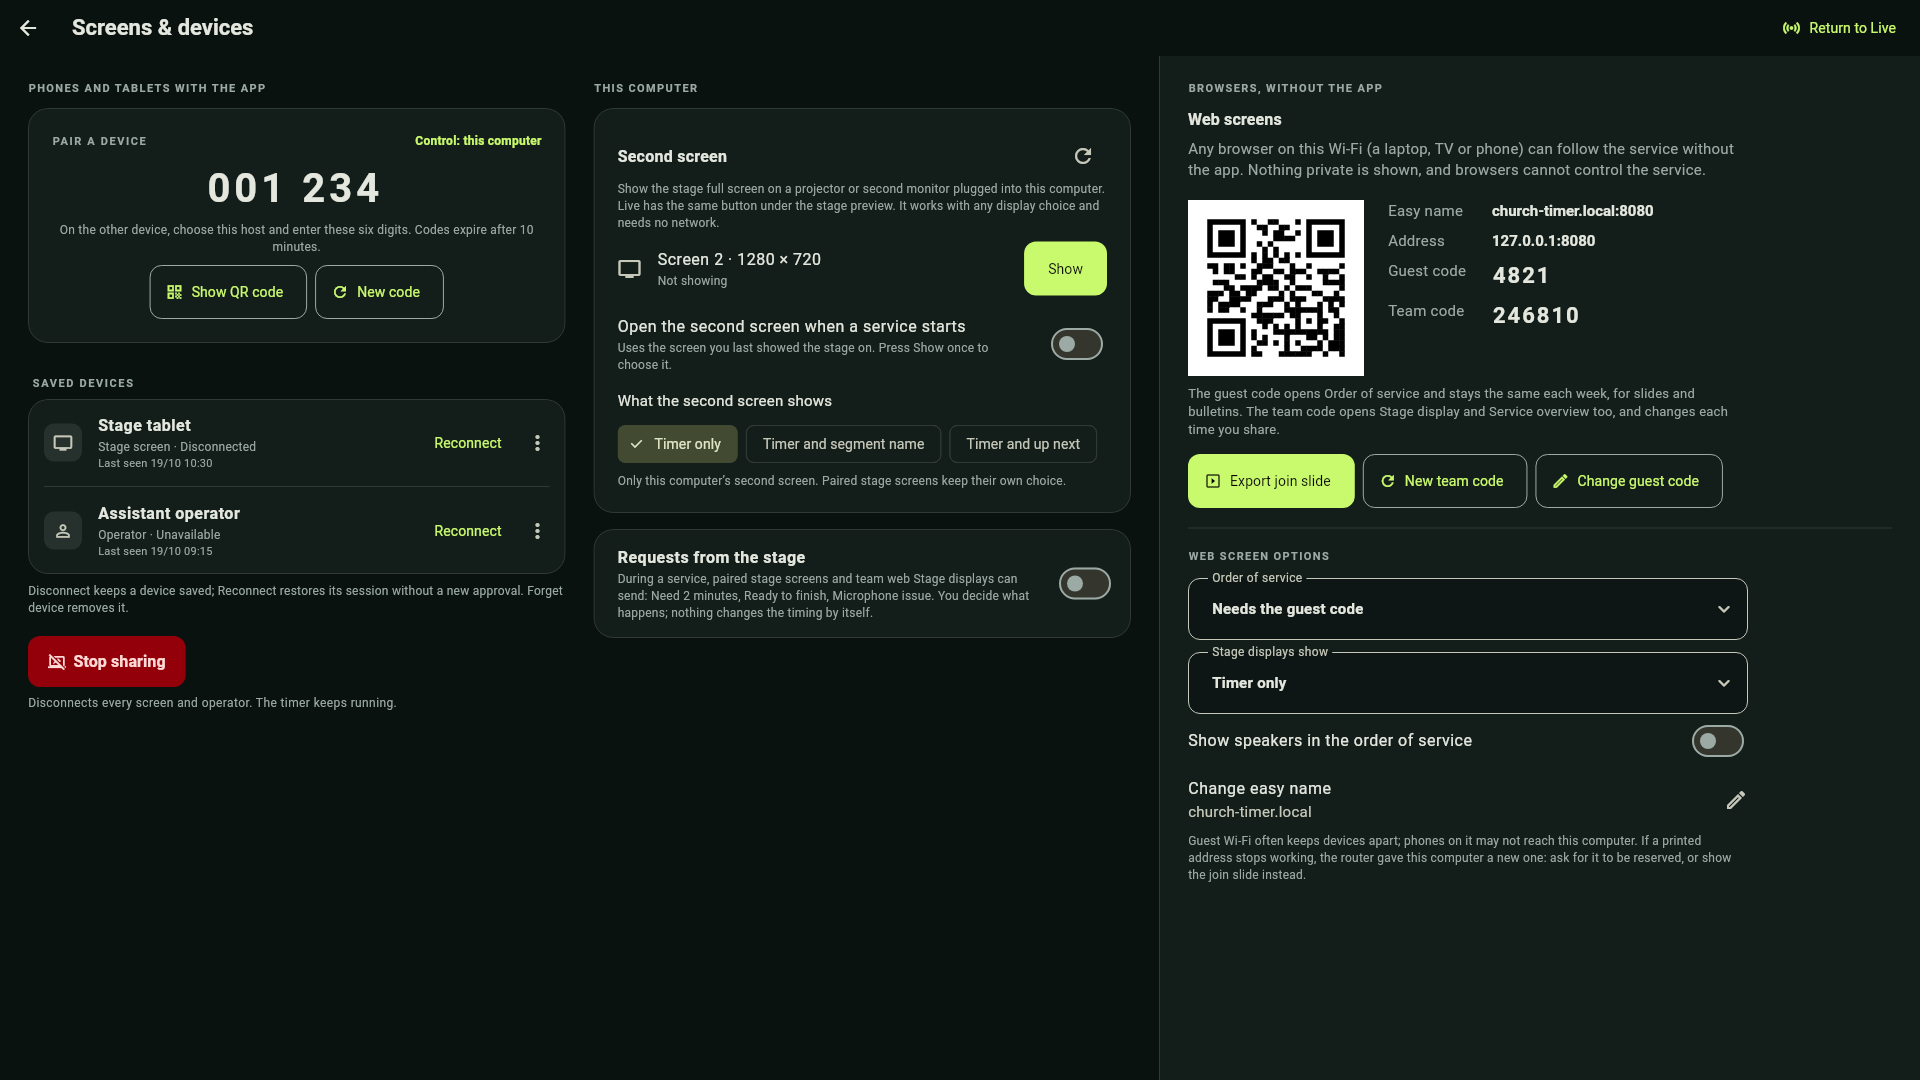 Screens & devices
Return to Live
PHONES AND TABLETS WITH THE APP
PAIR A DEVICE
Control: this computer
001 234
On the other device, choose this host and enter these six digits. Codes expire after 10
minutes.
Show QR code
New code
SAVED DEVICES
Stage tablet
Stage screen · Disconnected
Last seen 19/10 10:30
Reconnect
Assistant operator
Operator · Unavailable
Last seen 19/10 09:15
Reconnect
Disconnect keeps a device saved; Reconnect restores its session without a new approval. Forget
device removes it.
Stop sharing
Disconnects every screen and operator. The timer keeps running.
THIS COMPUTER
Second screen
Show the stage full screen on a projector or second monitor plugged into this computer.
Live has the same button under the stage preview. It works with any display choice and
needs no network.
Screen 2 · 1280 × 720
Not showing
Show
Open the second screen when a service starts
Uses the screen you last showed the stage on. Press Show once to
choose it.
What the second screen shows
Timer only
Timer and segment name
Timer and up next
Only this computer's second screen. Paired stage screens keep their own choice.
Requests from the stage
During a service, paired stage screens and team web Stage displays can
send: Need 2 minutes, Ready to finish, Microphone issue. You decide what
happens; nothing changes the timing by itself.
BROWSERS, WITHOUT THE APP
Web screens
Any browser on this Wi-Fi (a laptop, TV or phone) can follow the service without
the app. Nothing private is shown, and browsers cannot control the service.
Easy name
church-timer.local:8080
Address
127.0.0.1:8080
Guest code
4821
Team code
246810
The guest code opens Order of service and stays the same each week, for slides and
bulletins. The team code opens Stage display and Service overview too, and changes each
time you share.
Export join slide
New team code
Change guest code
WEB SCREEN OPTIONS
Order of service
Needs the guest code
Stage displays show
Timer only
Show speakers in the order of service
Change easy name
church-timer.local
Guest Wi-Fi often keeps devices apart; phones on it may not reach this computer. If a printed
address stops working, the router gave this computer a new one: ask for it to be reserved, or show
the join slide instead.